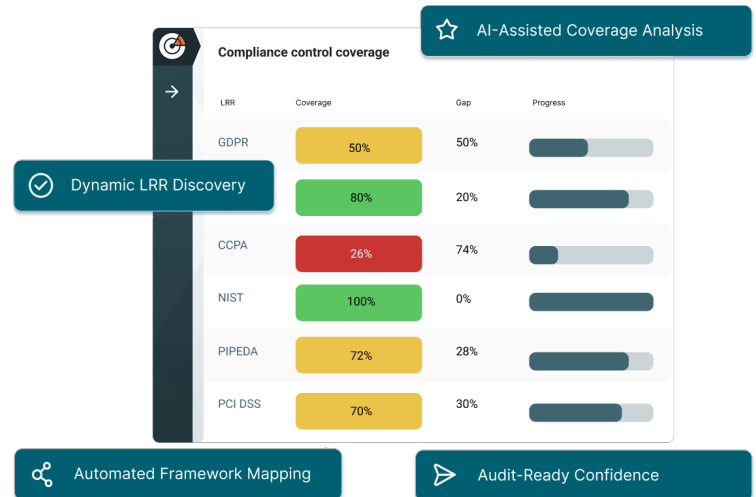 AI-Assisted Coverage Analysis
Compliance control coverage
LRR Coverage Gap Progress
GDPR 50% 50%
Dynamic LRR Discovery
80% 20%
CCPA 26% 74%
NIST 100% 0%
PIPEDA 72% 28%
PCI DSS 70% 30%
Automated Framework Mapping
Audit-Ready Confidence